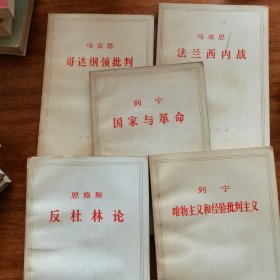 马克思
哥达纲领批判
马克思
法兰西内战
列宁
国家与革命
恩格斯
反杜林论
列宁
唯物主义和经验批判主义